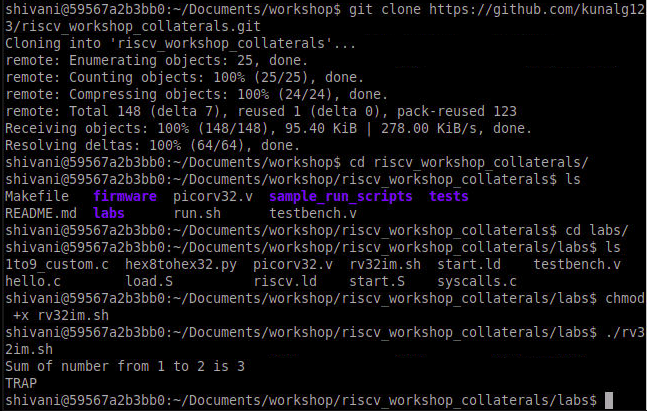 shivani@59567a2b3bb0:~/Documents/workshop$ git clone https://github.com/kunalg12
3/riscv_workshop_collaterals.git
Cloning into 'riscv_workshop_collaterals'...
remote: Enumerating objects: 25, done.
remote: Counting objects: 100% (25/25), done.
remote: Compressing objects: 100% (24/24), done.
remote: Total 148 (delta 7), reused 1 (delta 0), pack-reused 123
Receiving objects: 100% (148/148), 95.40 KiB | 278.00 KiB/s, done.
Resolving deltas: 100% (64/64), done.
shivani@59567a2b3bb0:~/Documents/workshop$ cd riscv_workshop_collaterals/
shivani@59567a2b3bb0:~/Documents/workshop/riscv_workshop_collaterals$ ls
Makefile firmware picorv32.v sample_run_scripts tests
README.md labs run.sh testbench.v
shivani@59567a2b3bb0:~/Documents/workshop/riscv_workshop_collaterals$ cd labs/
shivani@59567a2b3bb0:~/Documents/workshop/riscv_workshop_collaterals/labs$ ls
1to9_custom.c hex8tohex32.py picorv32.v rv32im.sh start.ld testbench.v
hello.c load.S riscv.ld start.S syscalls.c
shivani@59567a2b3bb0:~/Documents/workshop/riscv_workshop_collaterals/labs$ chmod
+x rv32im.sh
shivani@59567a2b3bb0:~/Documents/workshop/riscv_workshop_collaterals/labs$ ./rv3
2im.sh
Sum of number from 1 to 2 is 3
TRAP
shivani@59567a2b3bb0:~/Documents/workshop/riscv_workshop_collaterals/labs$